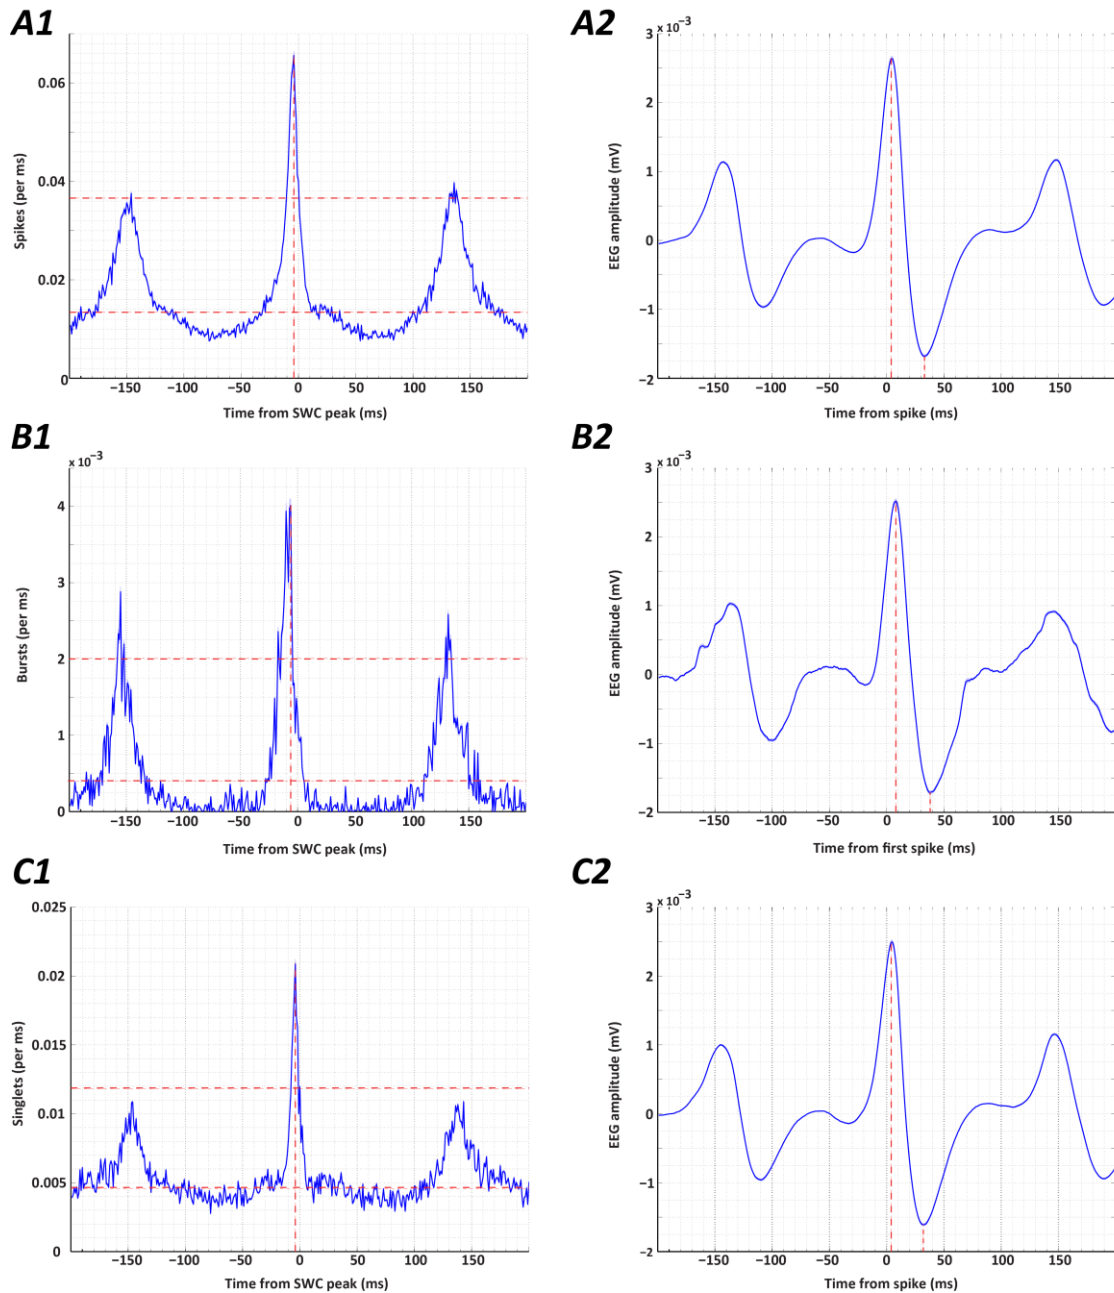 A1
A2
0.06
0.04
0.02
0
Spikes (per ms)
−150 −100 −50 0 50 100 150
Time from SWC peak (ms)
3 x 10⁻³
2
1
0
−1
−2
EEG amplitude (mV)
−150 −100 −50 0 50 100 150
Time from spike (ms)
B1
B2
x 10⁻³
4
3
2
1
0
Bursts (per ms)
−150 −100 −50 0 50 100 150
Time from SWC peak (ms)
3 x 10⁻³
2
1
0
−1
−2
EEG amplitude (mV)
−150 −100 −50 0 50 100 150
Time from first spike (ms)
C1
C2
0.025
0.02
0.015
0.01
0.005
0
Singlets (per ms)
−150 −100 −50 0 50 100 150
Time from SWC peak (ms)
3 x 10⁻³
2
1
0
−1
−2
EEG amplitude (mV)
−150 −100 −50 0 50 100 150
Time from spike (ms)